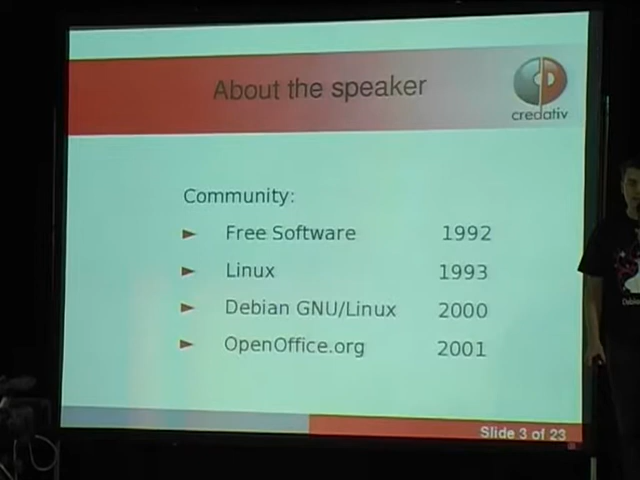 About the speaker
credativ
Community:
Free Software 1992
Linux 1993
Debian GNU/Linux 2000
OpenOffice.org 2001
Slide 3 of 23